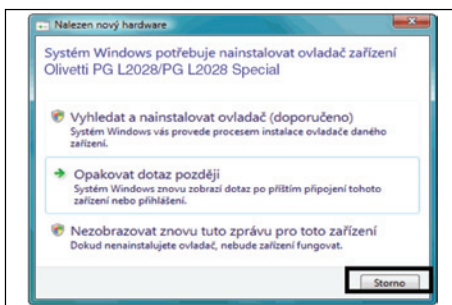 Nalezen nový hardware
Systém Windows potřebuje nainstalovat ovladač zařízení
Olivetti PG L2028/PG L2028 Special
Vyhledat a nainstalovat ovladač (doporučeno)
Systém Windows vás provede procesem instalace ovladače daného
zařízení.
Opakovat dotaz později
Systém Windows znovu zobrazí dotaz po příštím připojení tohoto
zařízení nebo přihlášení.
Nezobrazovat znovu tuto zprávu pro toto zařízení
Dokud nenainstalujete ovladač, nebude zařízení fungovat.
Storno